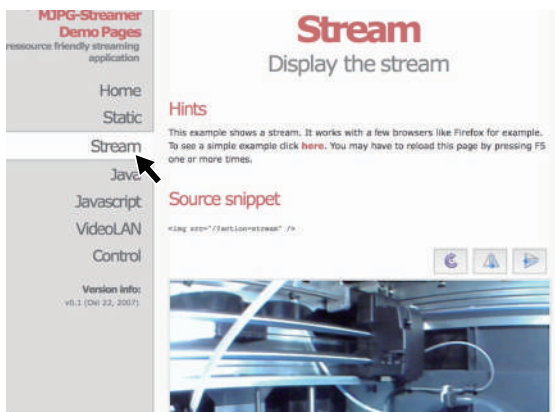 MJPG-Streamer
Demo Pages
ressource friendly streaming
application
Home
Static
Stream
Java
Javascript
VideoLAN
Control
Version info:
v0.1 (Okt 22, 2007)
Stream
Display the stream
Hints
This example shows a stream. It works with a few browsers like Firefox for example.
To see a simple example click here. You may have to reload this page by pressing F5
one or more times.
Source snippet
<img src="/?action=stream" />